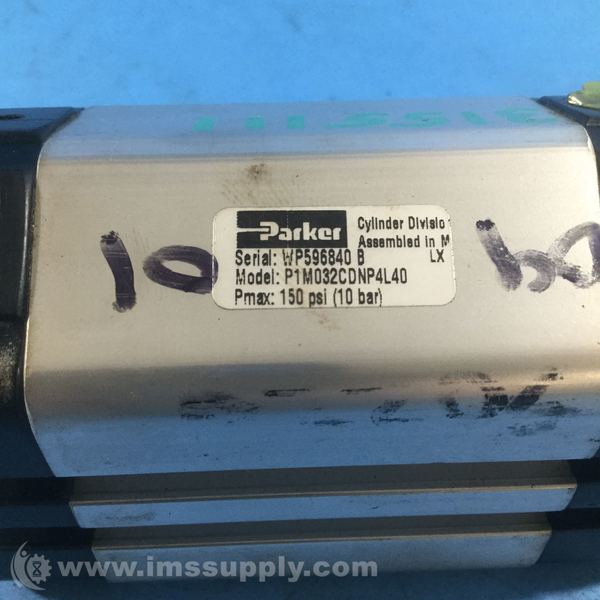 Parker Cylinder Divisio
Assembled in M
LX
Serial: WP596840 B
Model: P1M032CDNP4L40
Pmax: 150 psi (10 bar)
10
www.imssupply.com